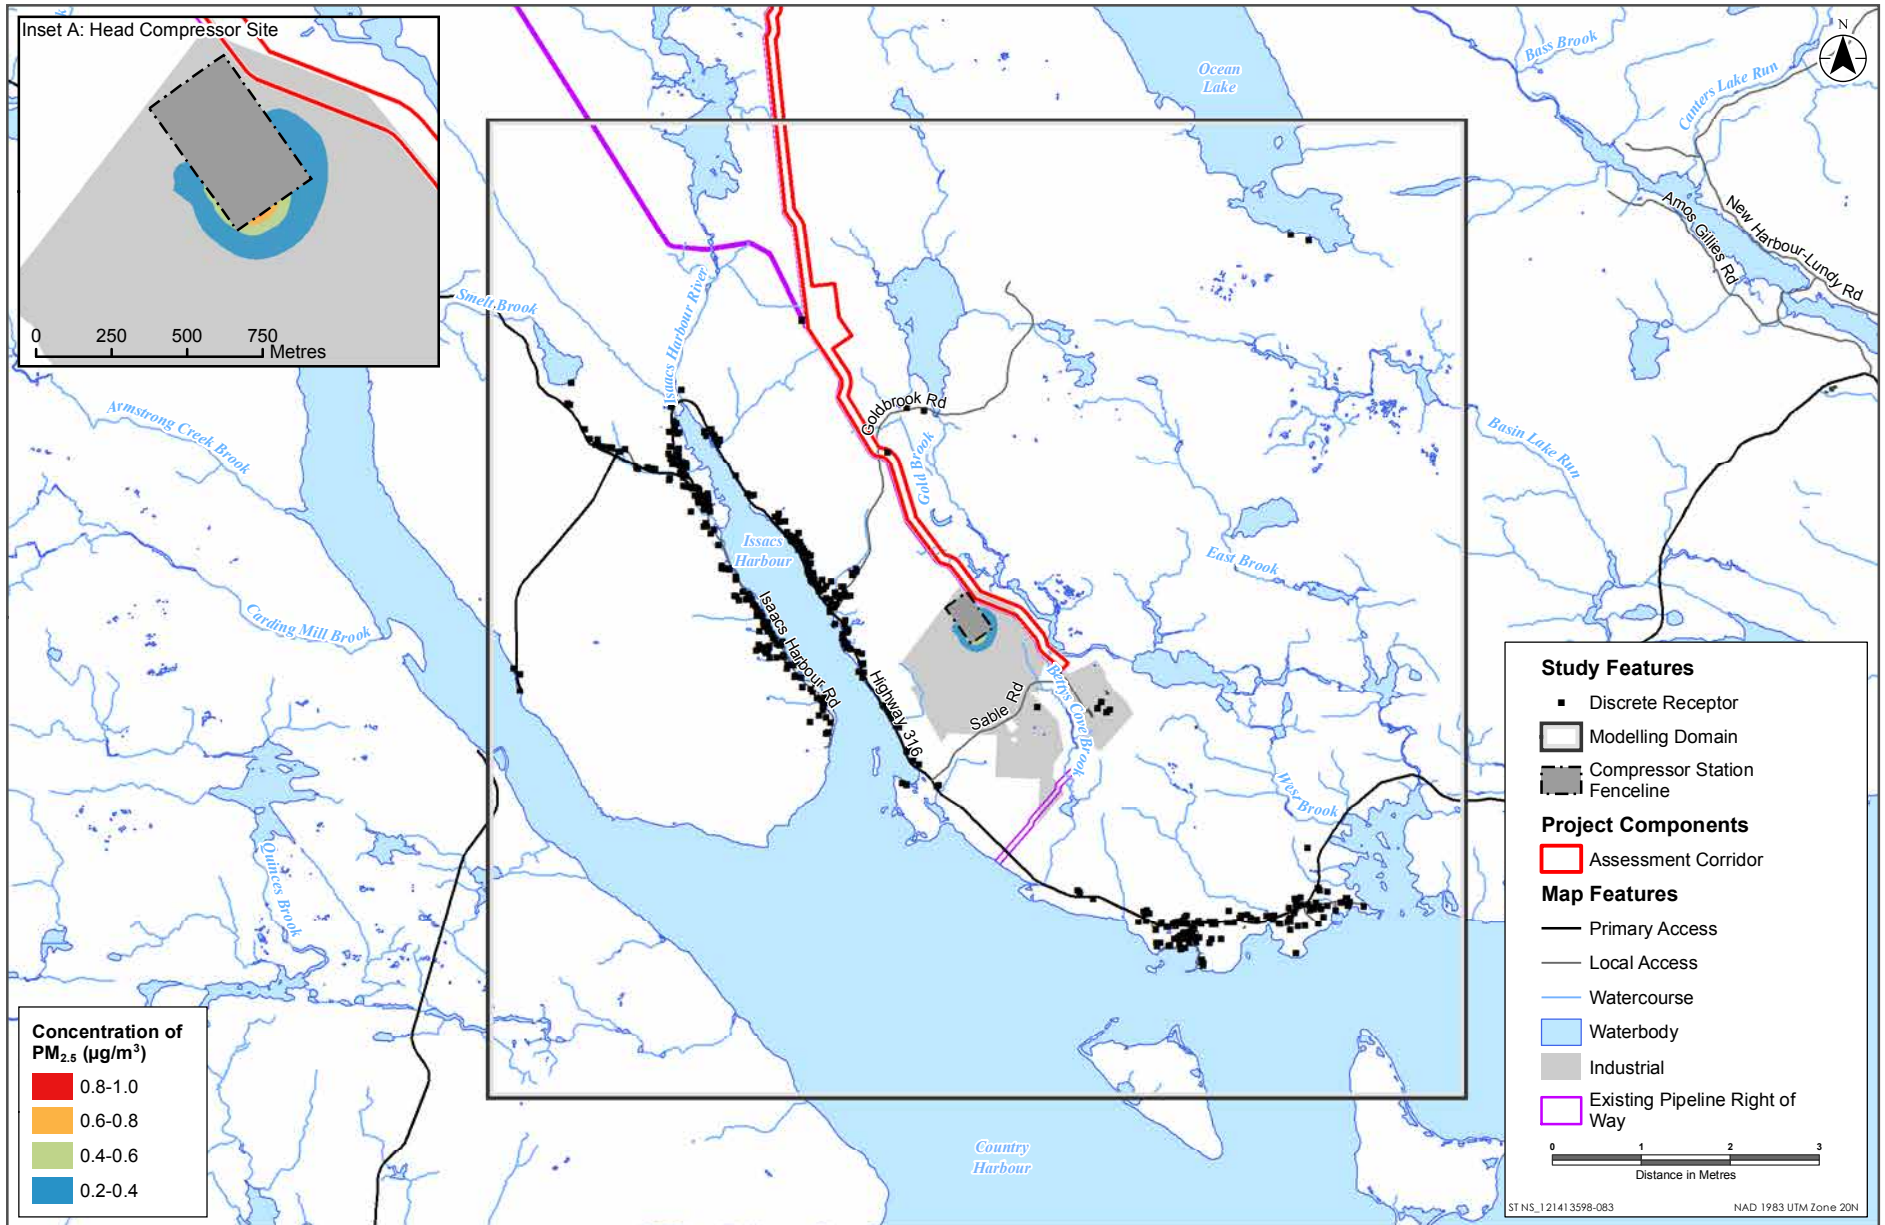 Inset A: Head Compressor Site
0 250 500 750
Metres
N
Ocean
Lake
Bass Brook
Canters Lake Run
New Harbour-Lundy Rd
Amos Gillies Rd
Smelt Brook
Isaacs Harbour River
Goldbrook Rd
Gold Brook
Armstrong Creek Brook
Basin Lake Run
Issacs
Harbour
East Brook
Carding Mill Brook
Isaacs Harbour Rd
Highway 316
Sable Rd
Bettys Cove Brook
Wes Brook
Quinces Brook
Country
Harbour
Concentration of
PM2.5 (µg/m³)
0.8-1.0
0.6-0.8
0.4-0.6
0.2-0.4
Study Features
Discrete Receptor
Modelling Domain
Compressor Station
Fenceline
Project Components
Assessment Corridor
Map Features
Primary Access
Local Access
Watercourse
Waterbody
Industrial
Existing Pipeline Right of
Way
0 1 2 3
Distance in Metres
ST NS_121413598-083
NAD 1983 UTM Zone 20N